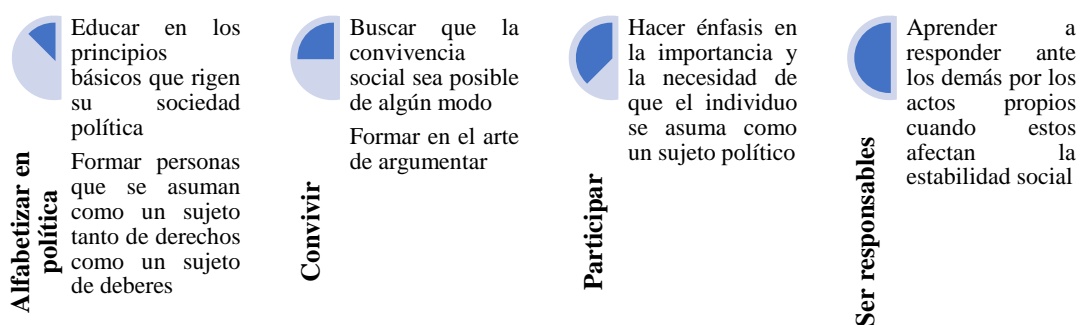 Educar en los
principios
básicos que rigen
su sociedad
política
Formar personas
que se asuman
como un sujeto
tanto de derechos
como un sujeto
de deberes
Alfabetizar en
política
Buscar que la
convivencia
social sea posible
de algún modo
Formar en el arte
de argumentar
Convivir
Hacer énfasis en
la importancia y
la necesidad de
que el individuo
se asuma como
un sujeto político
Participar
Aprender a
responder ante
los demás por los
actos propios
cuando estos
afectan la
estabilidad social
Ser responsables